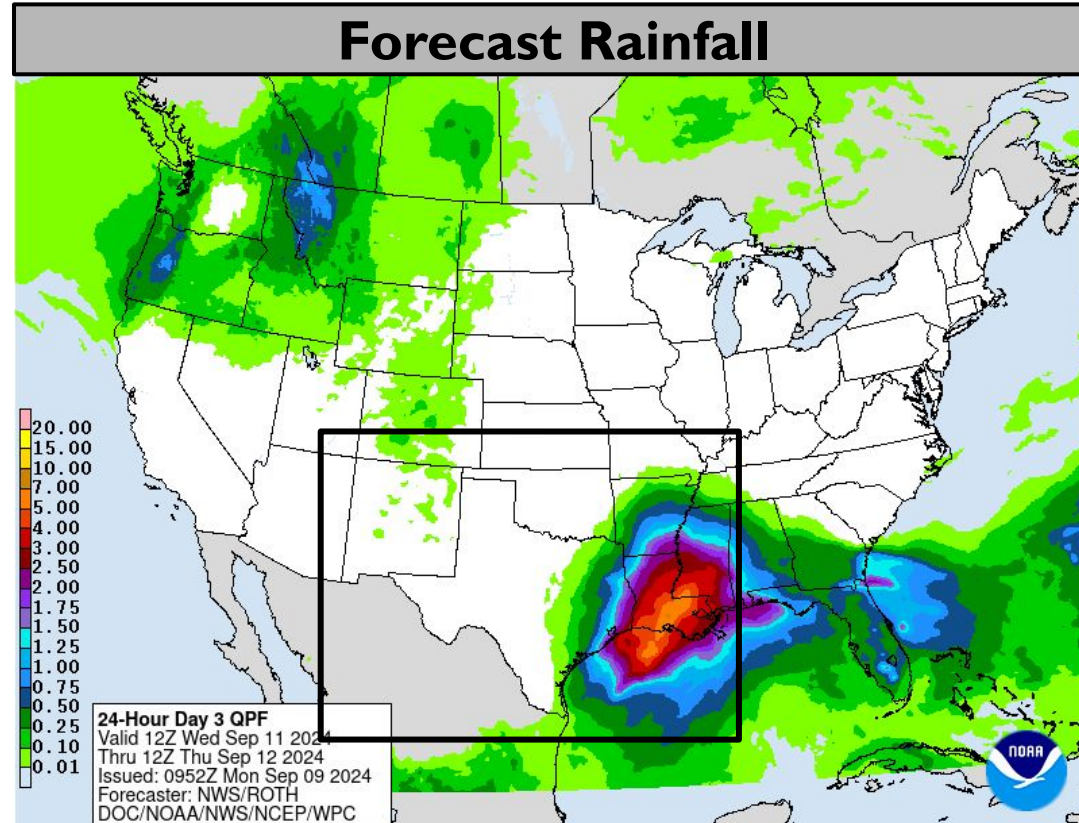 Forecast Rainfall
20.00
15.00
10.00
7.00
5.00
4.00
3.00
2.50
2.00
1.75
1.50
1.25
1.00
0.75
0.50
0.25
0.10
0.01
24-Hour Day 3 QPF
Valid 12Z Wed Sep 11 2024
Thru 12Z Thu Sep 12 2024
Issued: 0952Z Mon Sep 09 2024
Forecaster: NWS/ROTH
DOC/NOAA/NWS/NCEP/WPC
NOAA